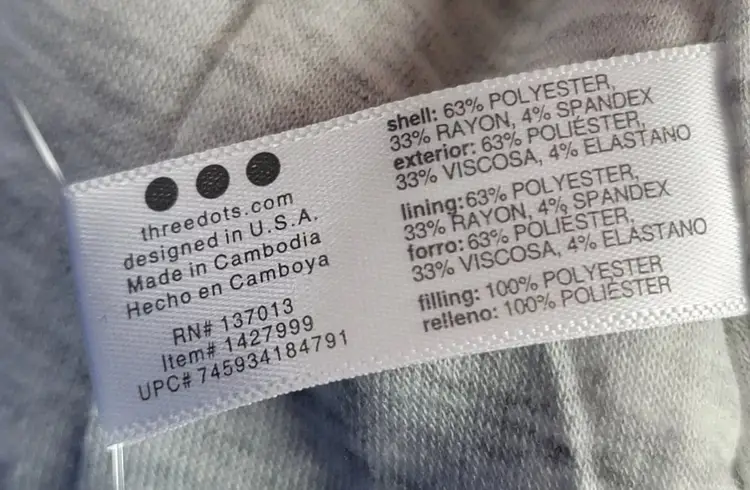 threedots.com
designed in U.S.A.
Made in Cambodia
Hecho en Camboya
RN# 137013
Item# 1427999
UPC# 745934184791
shell: 63% POLYESTER,
33% RAYON, 4% SPANDEX
exterior: 63% POLIÉSTER,
33% VISCOSA, 4% ELASTANO
lining:63% POLYESTER,
33% RAYON, 4% SPANDEX
forro: 63% POLIÉSTER,
33% VISCOSA, 4% ELASTANO
filling: 100% POLYESTER
relleno: 100% POLIÉSTER